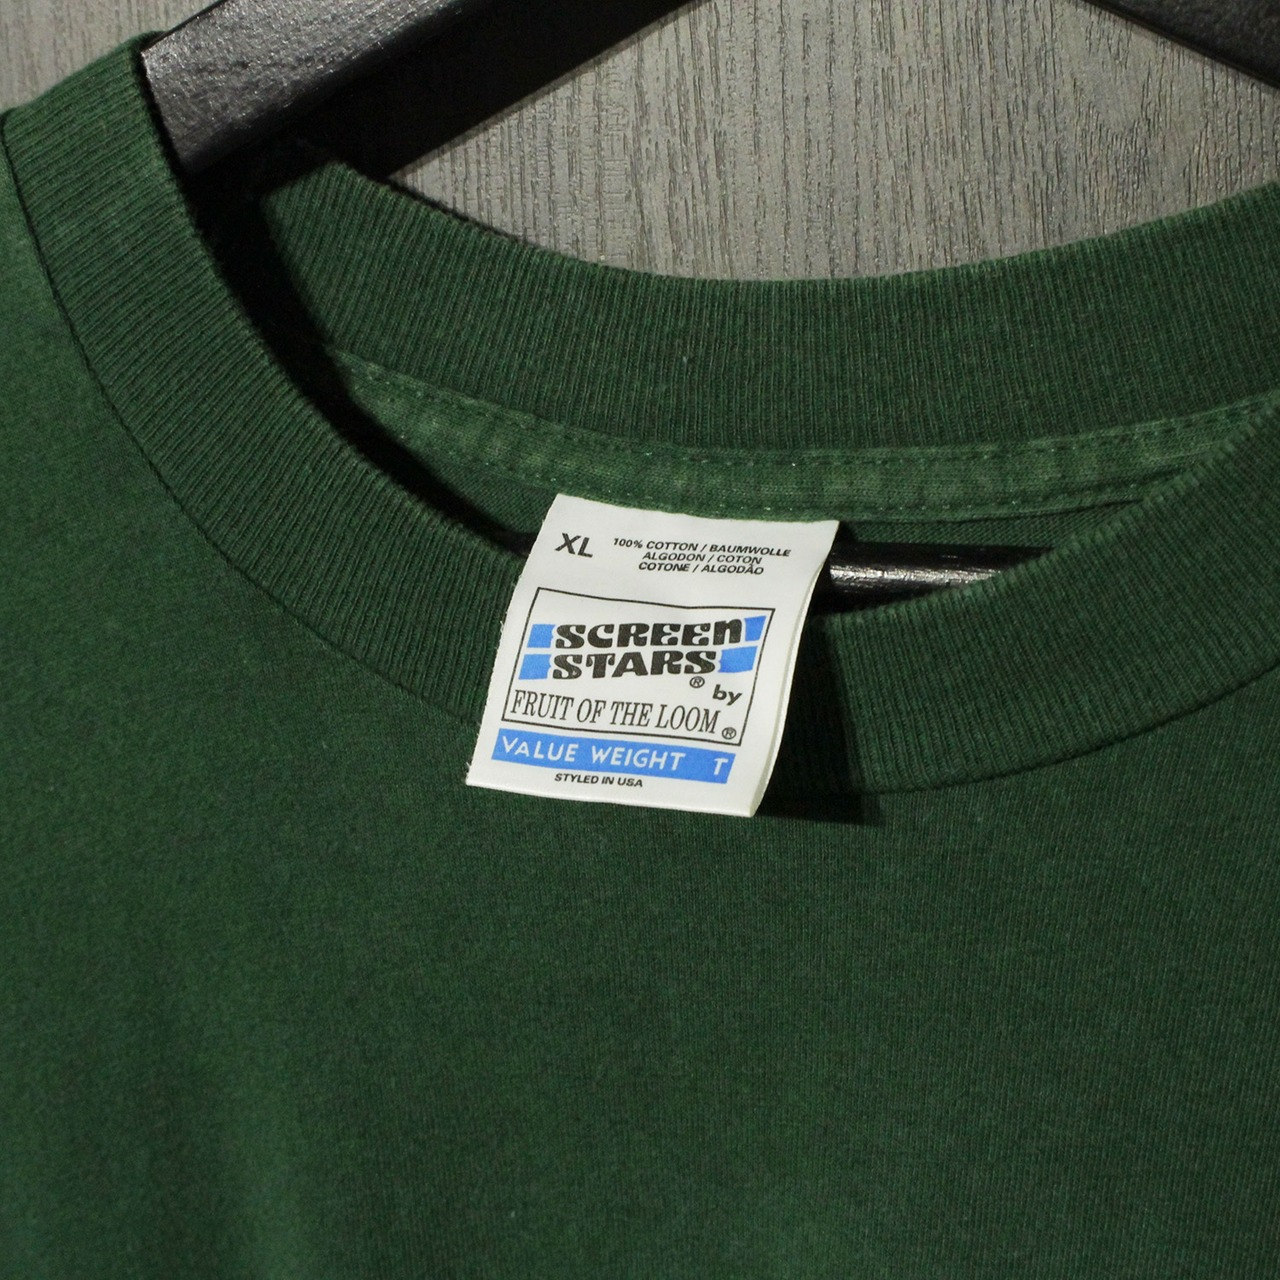 XL
100% COTTON / BAUMWOLLE
ALGODON / COTON
COTONE / ALGODÃO
SCREEN
STARS® by
FRUIT OF THE LOOM®
VALUE WEIGHT T
STYLED IN USA